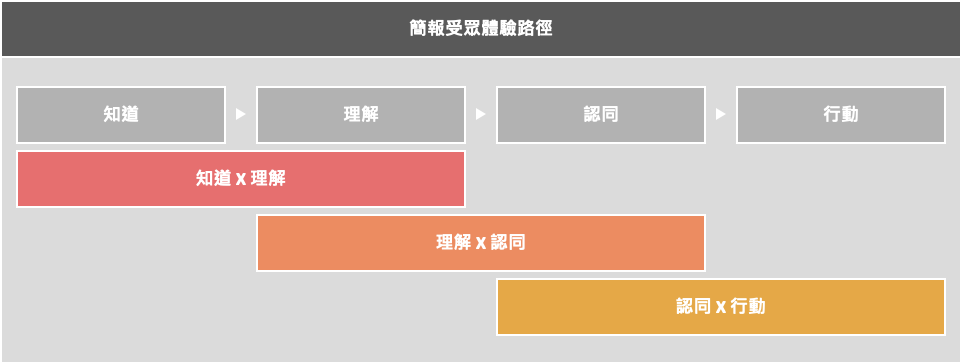 簡報受眾體驗路徑
知道
理解
認同
行動
知道 X 理解
理解 X 認同
認同 X 行動